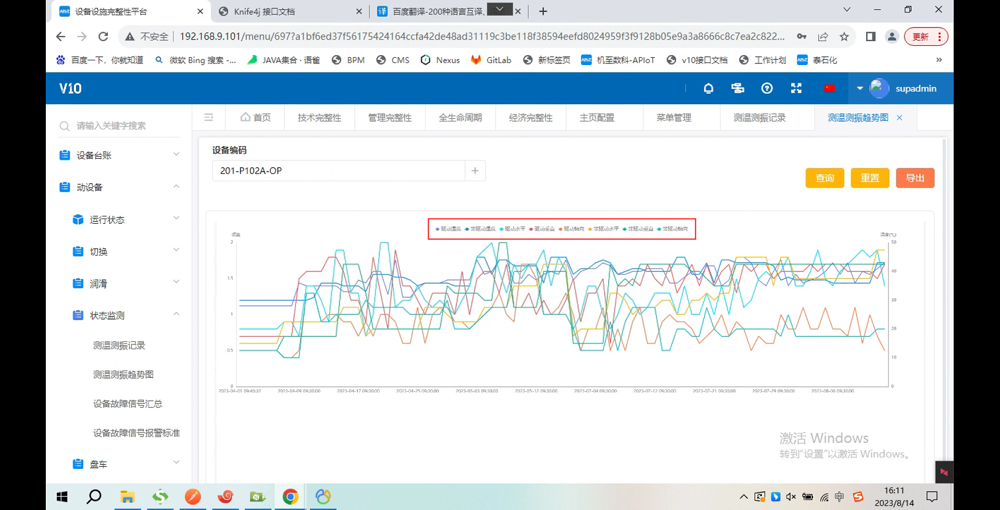 设备设施完整性平台
Knife4j 接口文档
百度翻译-200种语言互译、
不安全
192.168.9.101/menu/697?a1bf6ed37f56175424164ccfa42de48ad31119c3be118f38594eefd8024959f3f9128b05e9a3a8666c8c7ea2c822...
更新
百度一下，你就知道
微软 Bing 搜索 -...
JAVA集合 · 语雀
BPM
CMS
Nexus
GitLab
新标签页
机至数科-APIoT
v10接口文档
工作计划
泰石化
V10
supadmin
请输入关键字搜索
首页
技术完整性
管理完整性
全生命周期
经济完整性
主页配置
菜单管理
测温测振记录
测温测振趋势图
设备台账
动设备
运行状态
切换
润滑
状态监测
测温测振记录
测温测振趋势图
设备故障信号汇总
设备故障信号报警标准
盘车
设备编码
201-P102A-OP
查询
重置
导出
驱动温度 非驱动温度 驱动水平 驱动垂直 驱动轴向 非驱动水平 非驱动垂直 非驱动轴向
温度(℃)
2
1.5
1
0.5
0
50
40
30
20
10
0
2023-04-01 09:40:32
2023-04-09 09:30:00
2023-04-17 09:30:00
2023-04-25 09:30:00
2023-05-03 09:30:00
2023-05-12 09:30:00
2023-07-04 09:30:00
2023-07-12 09:30:00
2023-07-21 09:30:00
2023-07-29 09:30:00
2023-08-06 09:30:00
激活 Windows
转到“设置”以激活 Windows。
中
16:11
2023/8/14